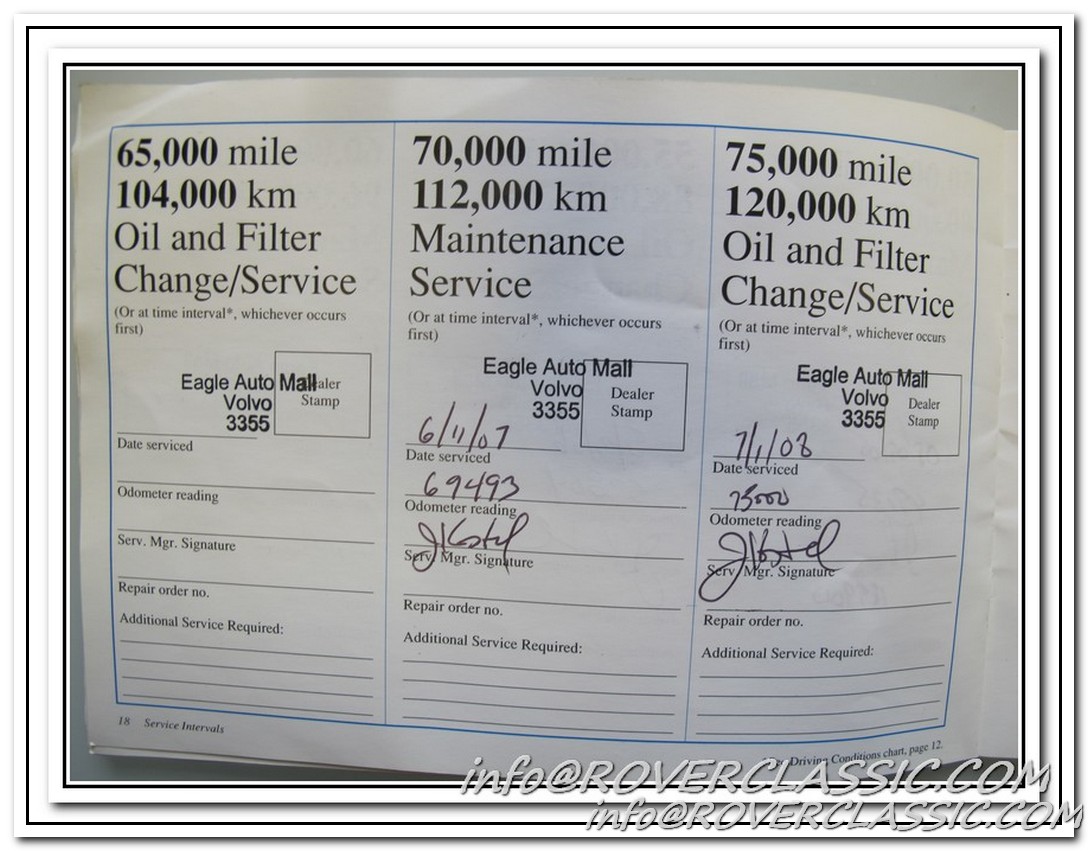 65,000 mile
104,000 km
Oil and Filter
Change/Service
(Or at time interval*, whichever occurs
first)
Eagle Auto Mall
Volvo
3355
Stamp
Date serviced
Odometer reading
Serv. Mgr. Signature
Repair order no.
Additional Service Required:
70,000 mile
112,000 km
Maintenance
Service
(Or at time interval*, whichever occurs
first)
Eagle Auto Mall
Volvo
3355
Dealer
Stamp
6/11/07
Date serviced
69493
Odometer reading
Serv. Mgr. Signature
Repair order no.
Additional Service Required:
75,000 mile
120,000 km
Oil and Filter
Change/Service
(Or at time interval*, whichever occurs
first)
Eagle Auto Mall
Volvo
3355
Dealer
Stamp
7/1/08
Date serviced
75000
Odometer reading
Serv. Mgr. Signature
Repair order no.
Additional Service Required:
18 Service Intervals
Driving Conditions chart, page 12.
info@ROVERCLASSIC.COM
info@ROVERCLASSIC.COM